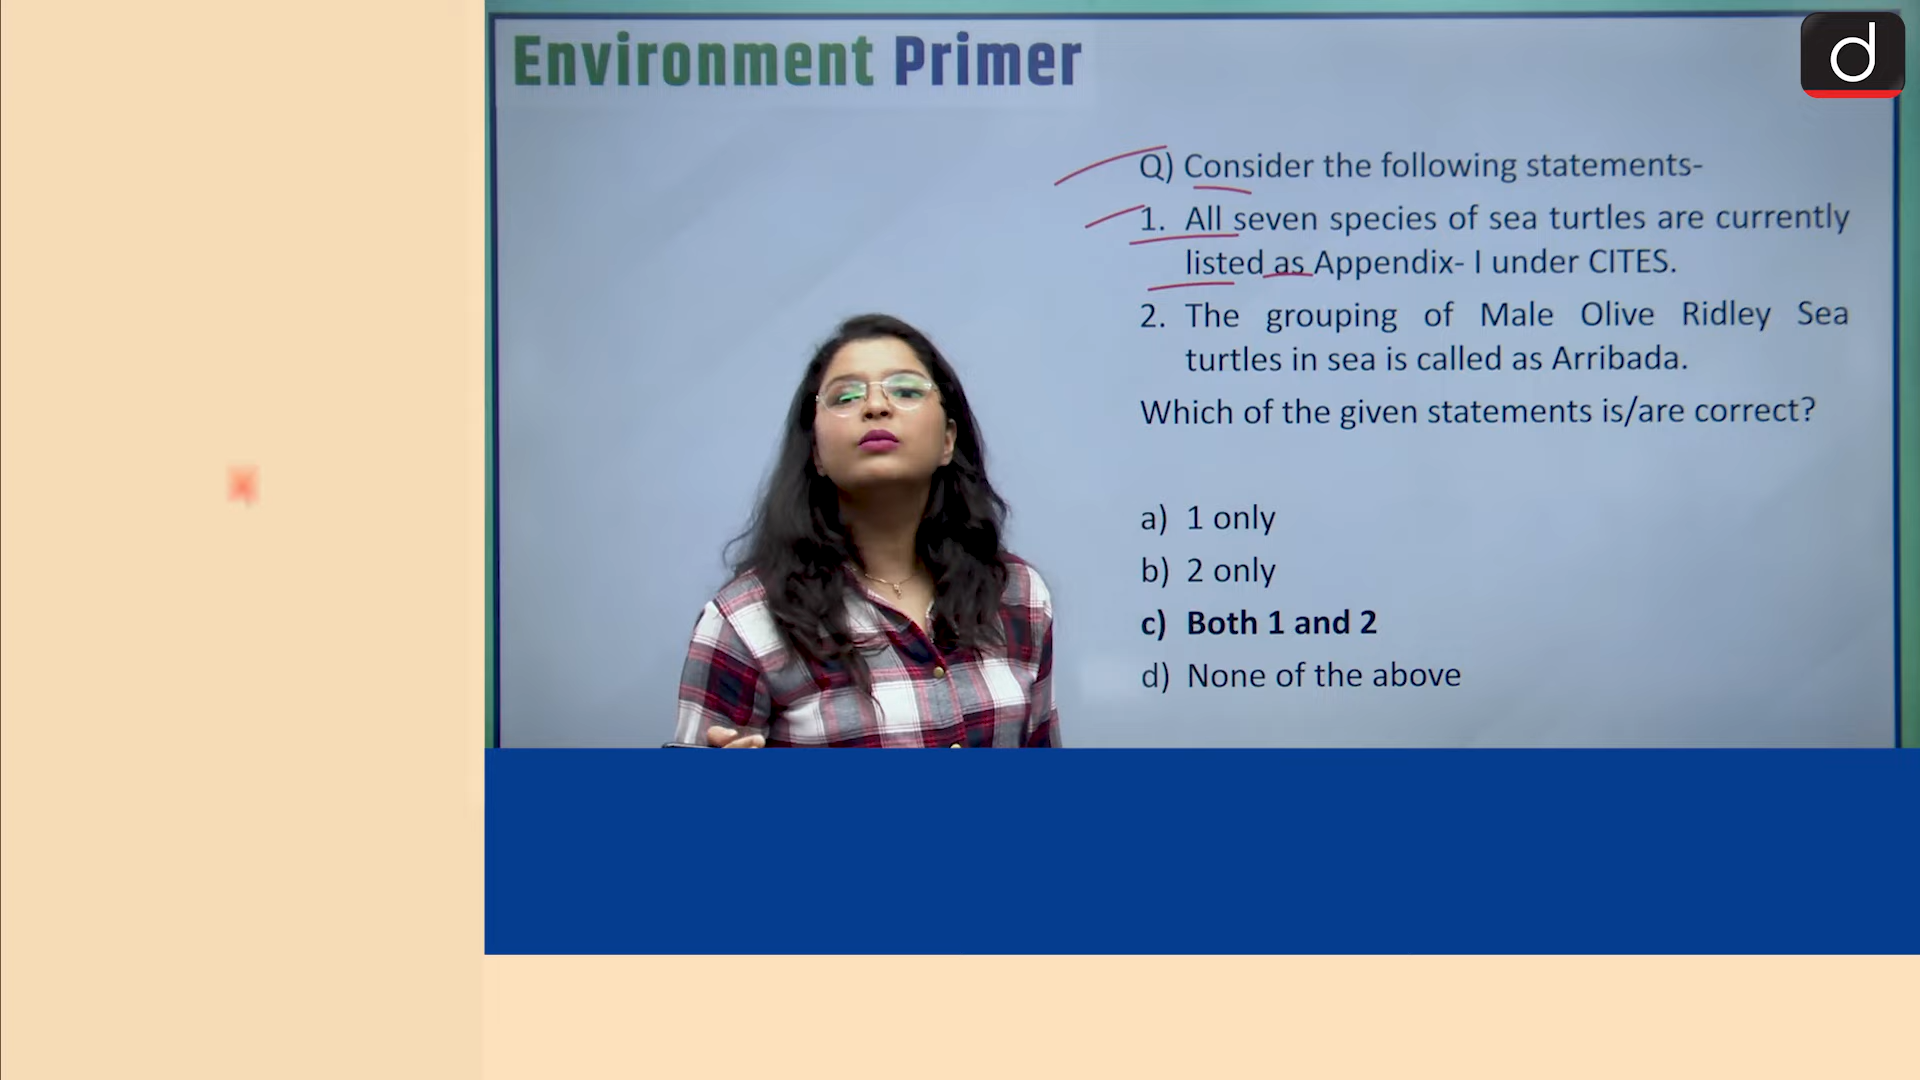 Environment Primer
d
Q) Consider the following statements-
1. All seven species of sea turtles are currently
listed as Appendix- I under CITES.
2. The grouping of Male Olive Ridley Sea
turtles in sea is called as Arribada.
Which of the given statements is/are correct?
a) 1 only
b) 2 only
c) Both 1 and 2
d) None of the above